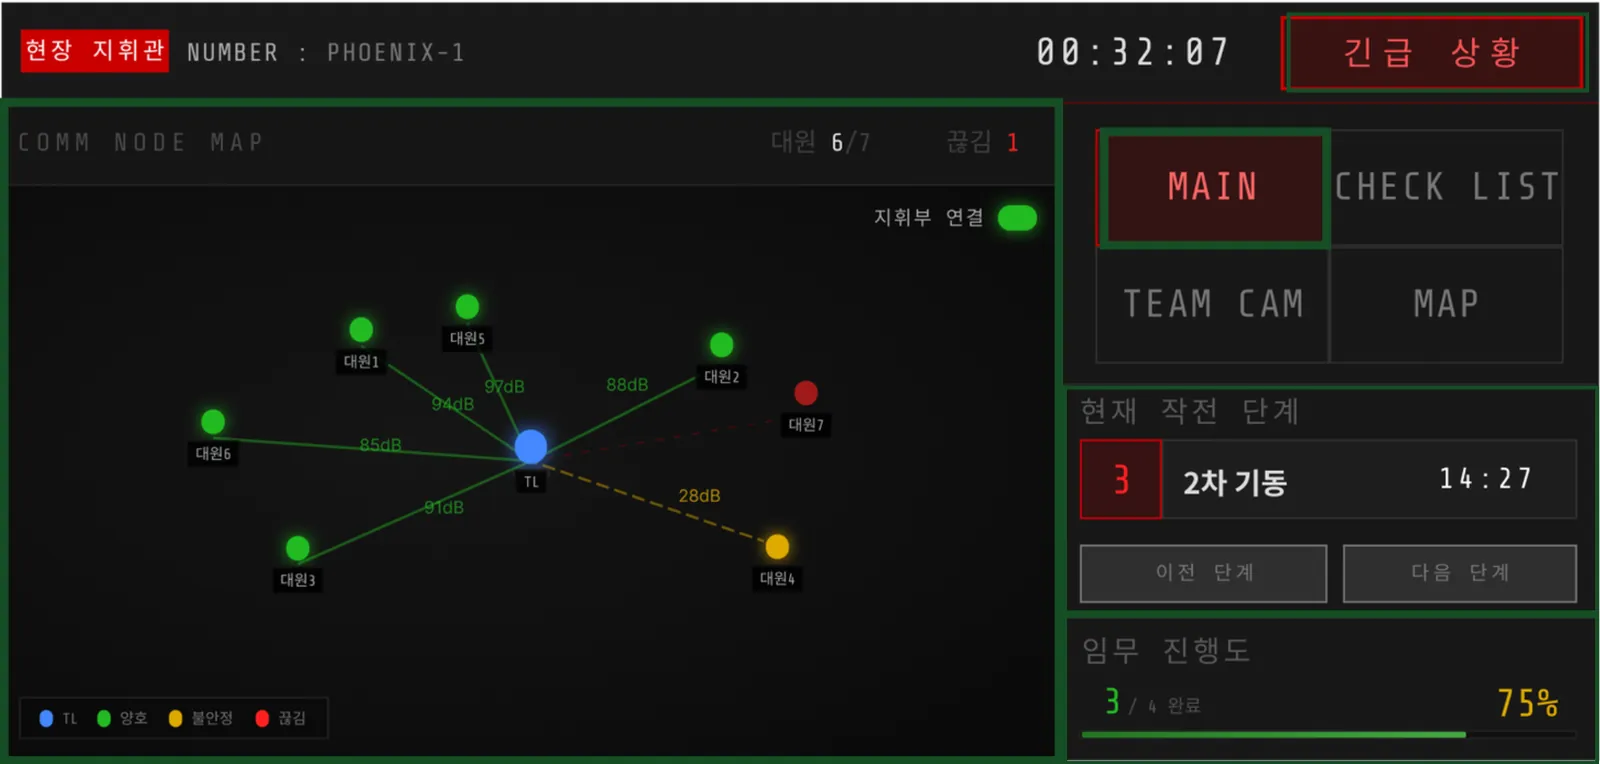 현장 지휘관 NUMBER : PHOENIX-1
00:32:07
긴급 상황
COMM NODE MAP
대원 6/7
끊김 1
지휘부 연결
MAIN
CHECK LIST
TEAM CAM
MAP
대원5
대원1
대원2
대원7
대원6
TL
대원3
대원4
97dB
94dB
88dB
85dB
91dB
28dB
TL
양호
불안정
끊김
현재 작전 단계
3
2차 기동
14:27
이전 단계
다음 단계
임무 진행도
3 / 4 완료
75%